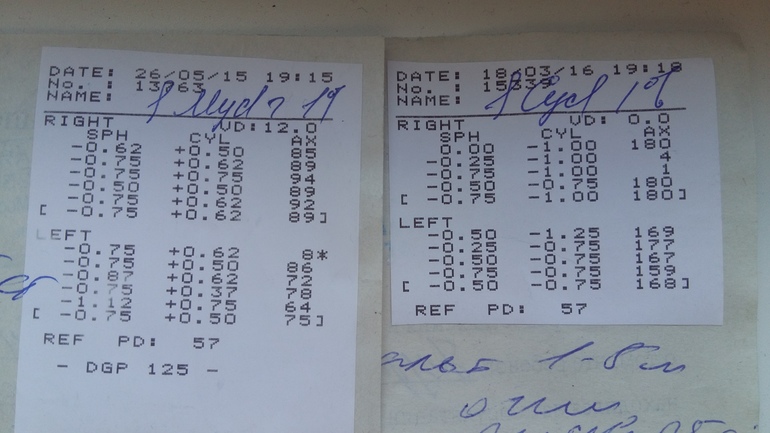 DATE: 26/05/15 19:15
No. : 13763
NAME:
RIGHT VD:12.0
SPH CYL AX
-0.62 +0.50 85
-0.75 +0.62 89
-0.75 +0.75 94
-0.50 +0.50 89
-0.75 +0.62 92
[ -0.75 +0.62 89]
LEFT
-0.75 +0.62 8*
-0.75 +0.50 86
-0.87 +0.62 72
-0.75 +0.37 78
-1.12 +0.75 64
[ -0.75 +0.50 75]
REF PD: 57
- DGP 125 -
DATE: 18/03/16 19:18
No. : 15339
NAME:
RIGHT VD: 0.0
SPH CYL AX
-0.00 -1.00 180
-0.25 -1.00 4
-0.75 -1.00 1
-0.50 -0.75 180
[ -0.75 -1.00 180]
LEFT
-0.50 -1.25 169
-0.25 -0.75 177
-0.50 -0.75 167
-0.75 -0.75 159
[ -0.50 -0.75 168]
REF PD: 57